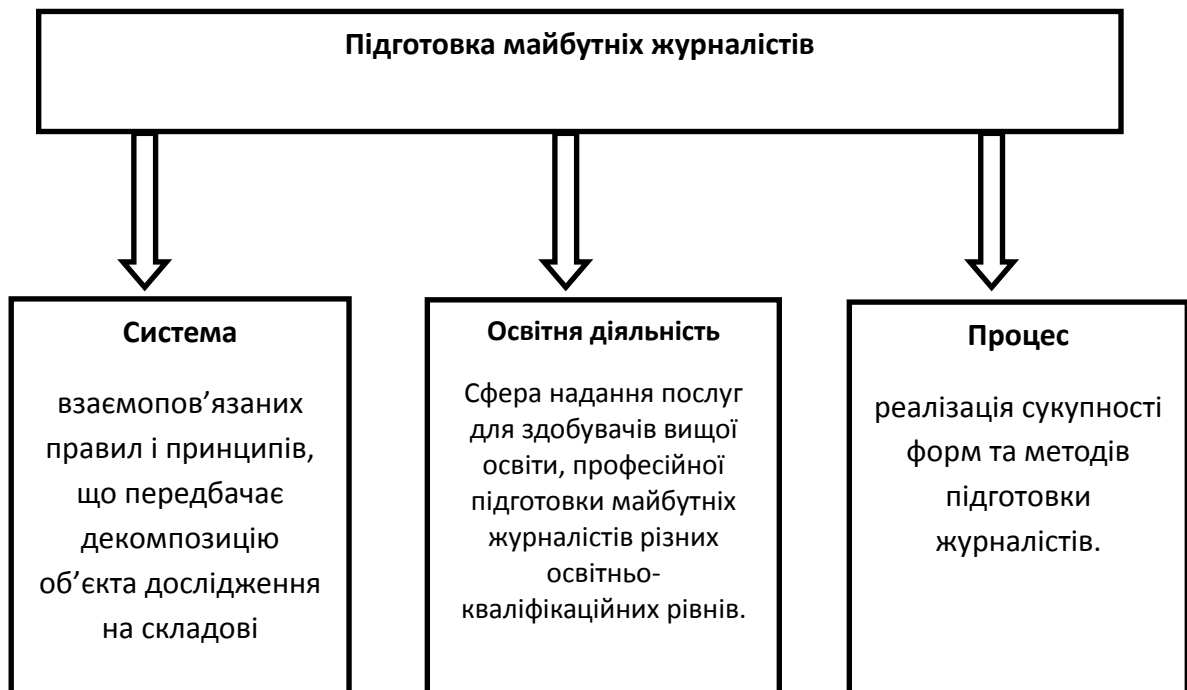 Підготовка майбутніх журналістів
Система
взаємопов’язаних
правил і принципів,
що передбачає
декомпозицію
об’єкта дослідження
на складові
Освітня діяльність
Сфера надання послуг
для здобувачів вищої
освіти, професійної
підготовки майбутніх
журналістів різних
освітньо-
кваліфікаційних рівнів.
Процес
реалізація сукупності
форм та методів
підготовки
журналістів.